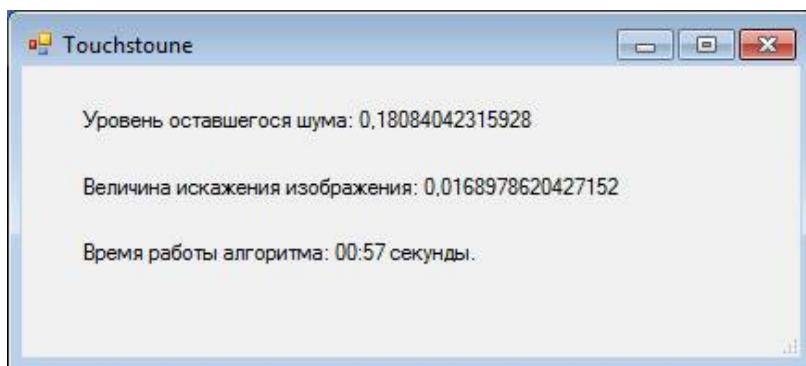 Touchstoune
Уровень оставшегося шума: 0,18084042315928
Величина искажения изображения: 0,0168978620427152
Время работы алгоритма: 00:57 секунды.